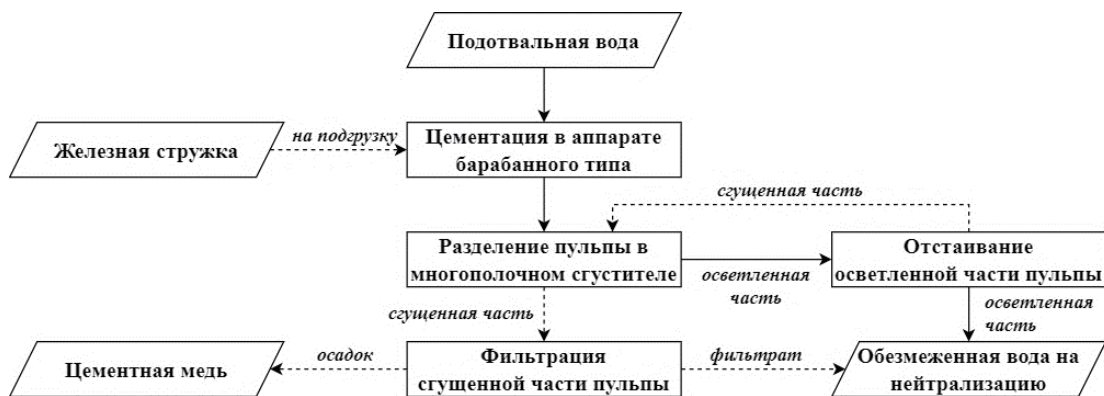 Подотвальная вода
на подгрузку
Железная стружка
Цементация в аппарате
барабанного типа
сгущенная часть
Разделение пульпы в
многополочном сгустителе
осветленная
часть
Отстаивание
осветленной части пульпы
сгущенная часть
осветленная
часть
Цементная медь
осадок
Фильтрация
сгущенной части пульпы
фильтрат
Обезмеженная вода на
нейтрализацию